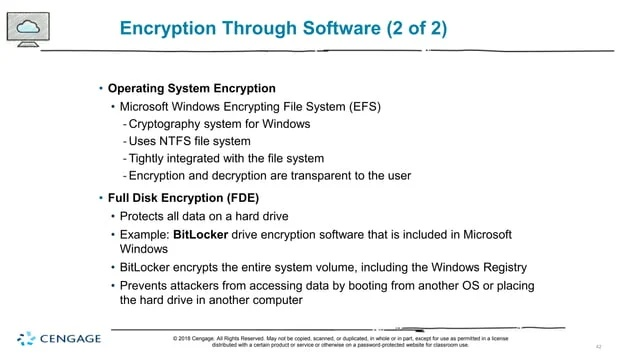 Encryption Through Software (2 of 2)
• Operating System Encryption
• Microsoft Windows Encrypting File System (EFS)
- Cryptography system for Windows
- Uses NTFS file system
- Tightly integrated with the file system
- Encryption and decryption are transparent to the user
• Full Disk Encryption (FDE)
• Protects all data on a hard drive
• Example: BitLocker drive encryption software that is included in Microsoft
Windows
• BitLocker encrypts the entire system volume, including the Windows Registry
• Prevents attackers from accessing data by booting from another OS or placing
the hard drive in another computer
CENGAGE
© 2018 Cengage. All Rights Reserved. May not be copied, scanned, or duplicated, in whole or in part, except for use as permitted in a license
distributed with a certain product or service or otherwise on a password-protected website for classroom use.
42